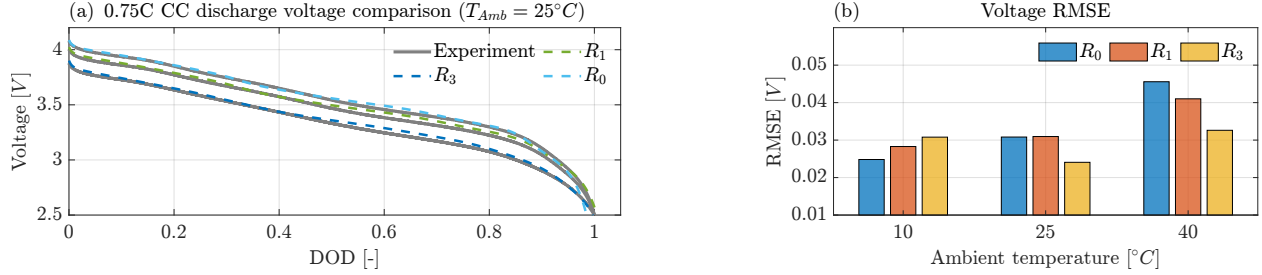 (a) 0.75C CC discharge voltage comparison (T_Amb = 25°C)
Experiment
R_3
R_1
R_0
Voltage [V]
4
3.5
3
2.5
0
0.2
0.4
0.6
0.8
1
DOD [-]
(b) Voltage RMSE
R_0
R_1
R_3
RMSE [V]
0.05
0.04
0.03
0.02
0.01
10
25
40
Ambient temperature [°C]